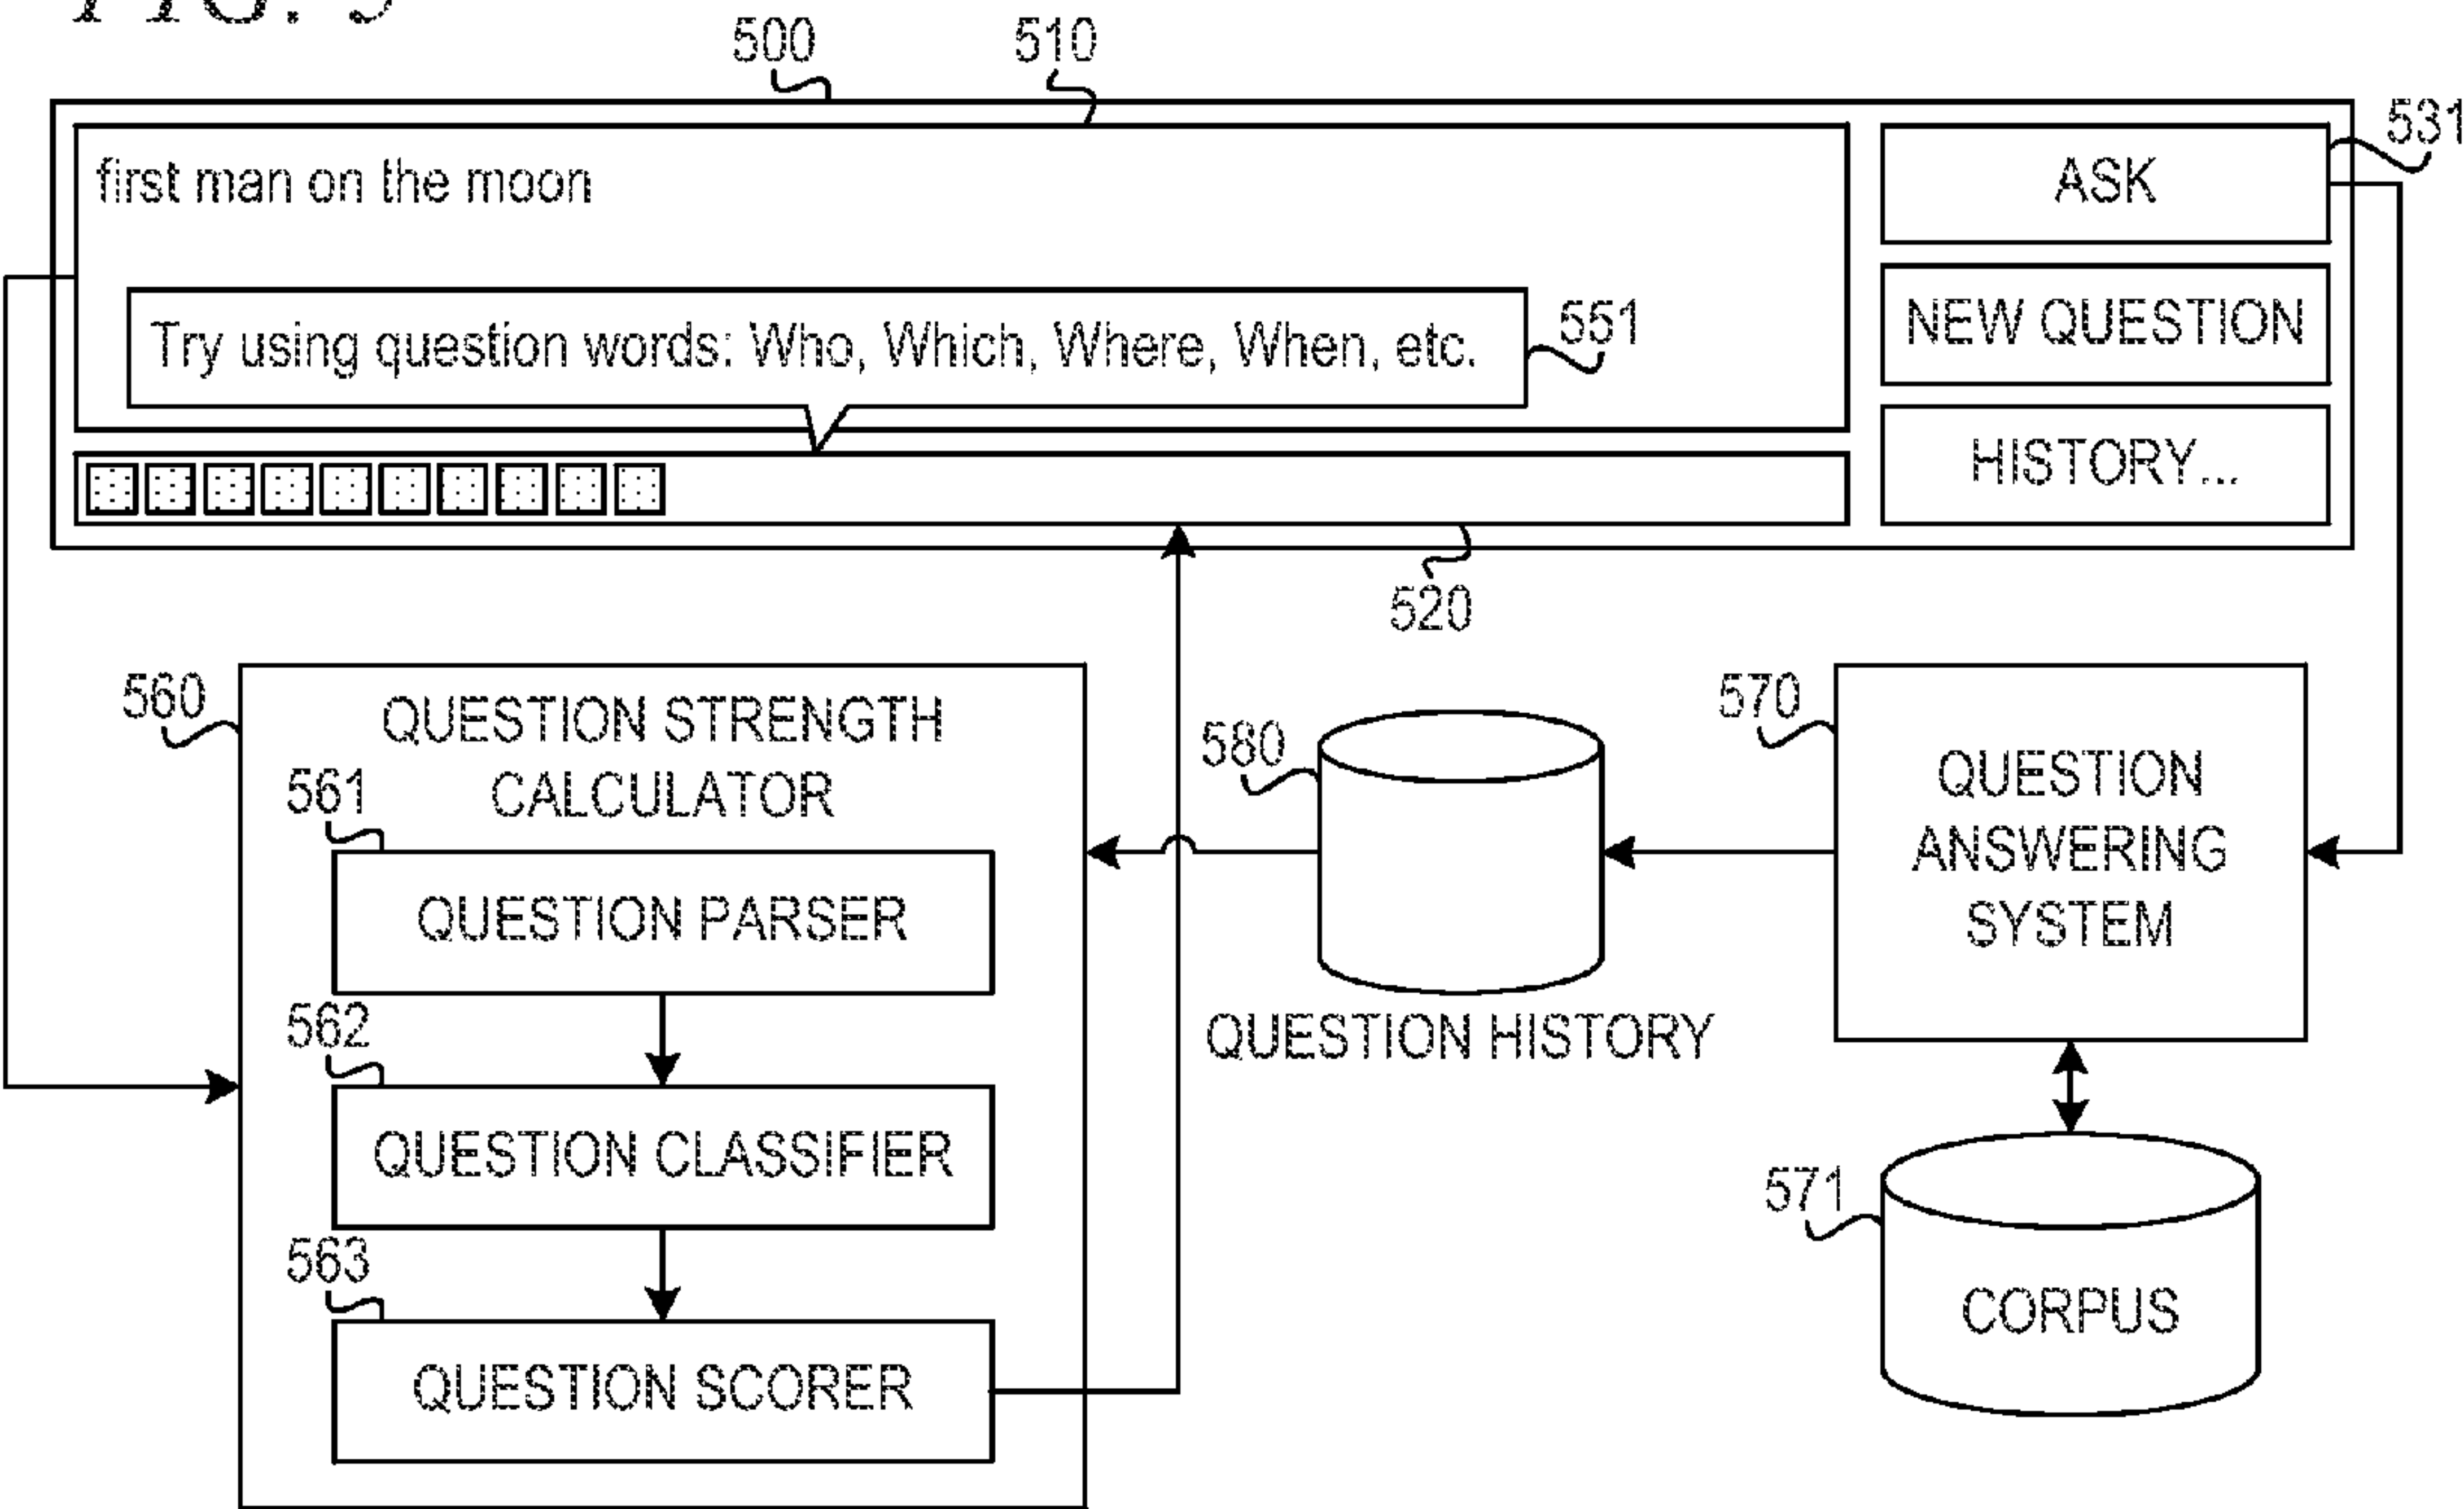 FIG. 5
500
510
531
first man on the moon
ASK
Try using question words: Who, Which, Where, When, etc.
551
NEW QUESTION
HISTORY...
520
560
QUESTION STRENGTH
CALCULATOR
561
QUESTION PARSER
562
QUESTION CLASSIFIER
563
QUESTION SCORER
580
QUESTION HISTORY
570
QUESTION
ANSWERING
SYSTEM
571
CORPUS